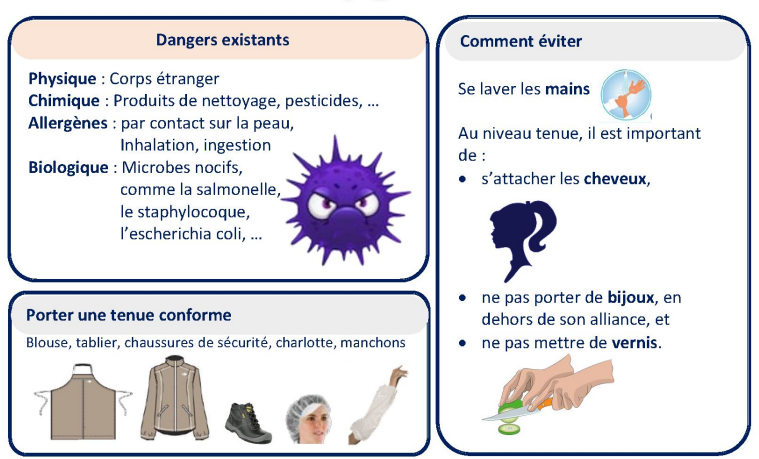 Dangers existants
Physique : Corps étranger
Chimique : Produits de nettoyage, pesticides, …
Allergènes : par contact sur la peau,
Inhalation, ingestion
Biologique : Microbes nocifs,
comme la salmonelle,
le staphylocoque,
l’escherichia coli, …
Porter une tenue conforme
Blouse, tablier, chaussures de sécurité, charlotte, manchons
Comment éviter
Se laver les mains
Au niveau tenue, il est important
de :
• s’attacher les cheveux,
• ne pas porter de bijoux, en
dehors de son alliance, et
• ne pas mettre de vernis.